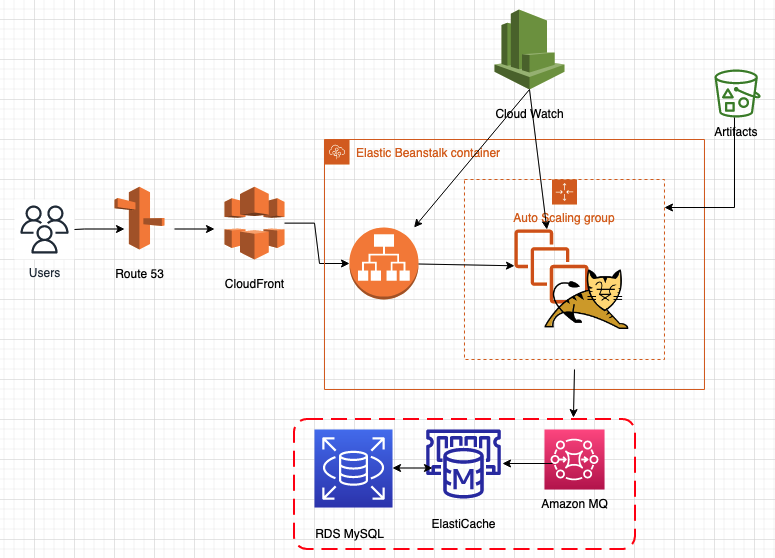 Cloud Watch
Artifacts
Elastic Beanstalk container
Auto Scaling group
Users
Route 53
CloudFront
M
RDS MySQL
ElastiCache
Amazon MQ